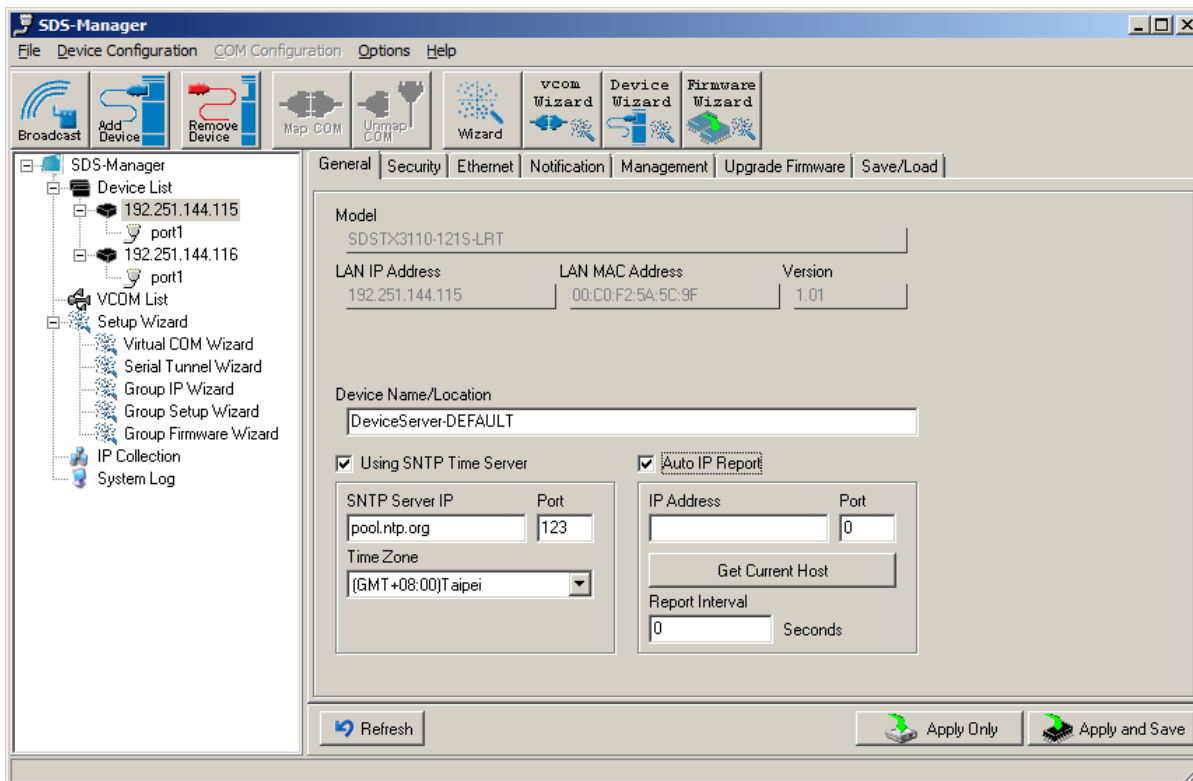 SDS-Manager
File Device Configuration COM Configuration Options Help
Broadcast
Add Device
Remove Device
Map COM
Unmap COM
Wizard
vcom Wizard
Device Wizard
Firmware Wizard
SDS-Manager
Device List
192.251.144.115
port1
192.251.144.116
port1
VCOM List
Setup Wizard
Virtual COM Wizard
Serial Tunnel Wizard
Group IP Wizard
Group Setup Wizard
Group Firmware Wizard
IP Collection
System Log
General Security Ethernet Notification Management Upgrade Firmware Save/Load
Model
SDSTX3110-121S-LRT
LAN IP Address LAN MAC Address Version
192.251.144.115 00:C0:F2:5A:5C:9F 1.01
Device Name/Location
DeviceServer-DEFAULT
Using SNTP Time Server
SNTP Server IP Port
pool.ntp.org 123
Time Zone
(GMT+08:00)Taipei
Auto IP Report
IP Address Port
0
Get Current Host
Report Interval
0 Seconds
Refresh
Apply Only
Apply and Save